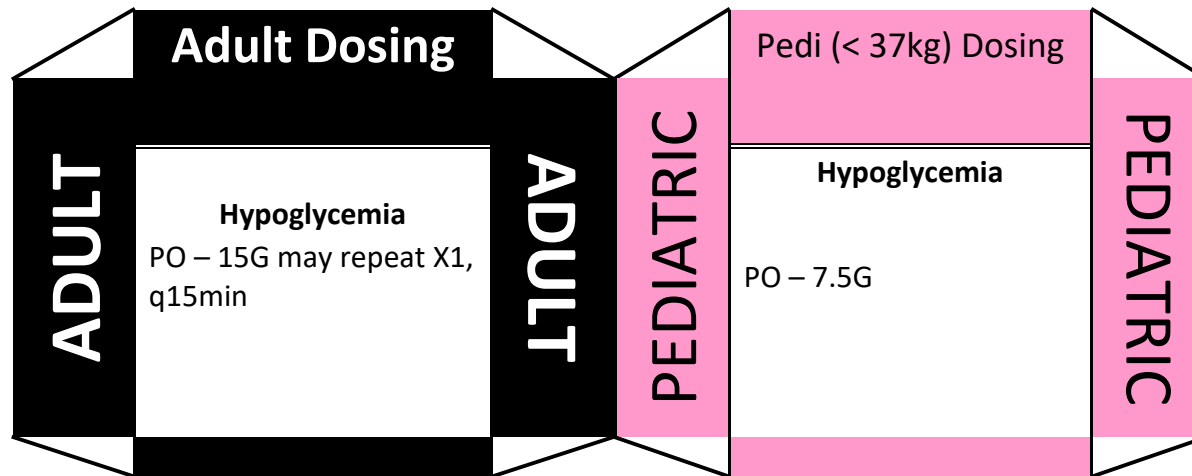 Adult Dosing
ADULT
Hypoglycemia
PO – 15G may repeat X1,
q15min
ADULT
Pedi (< 37kg) Dosing
PEDIATRIC
Hypoglycemia
PO – 7.5G
PEDIATRIC